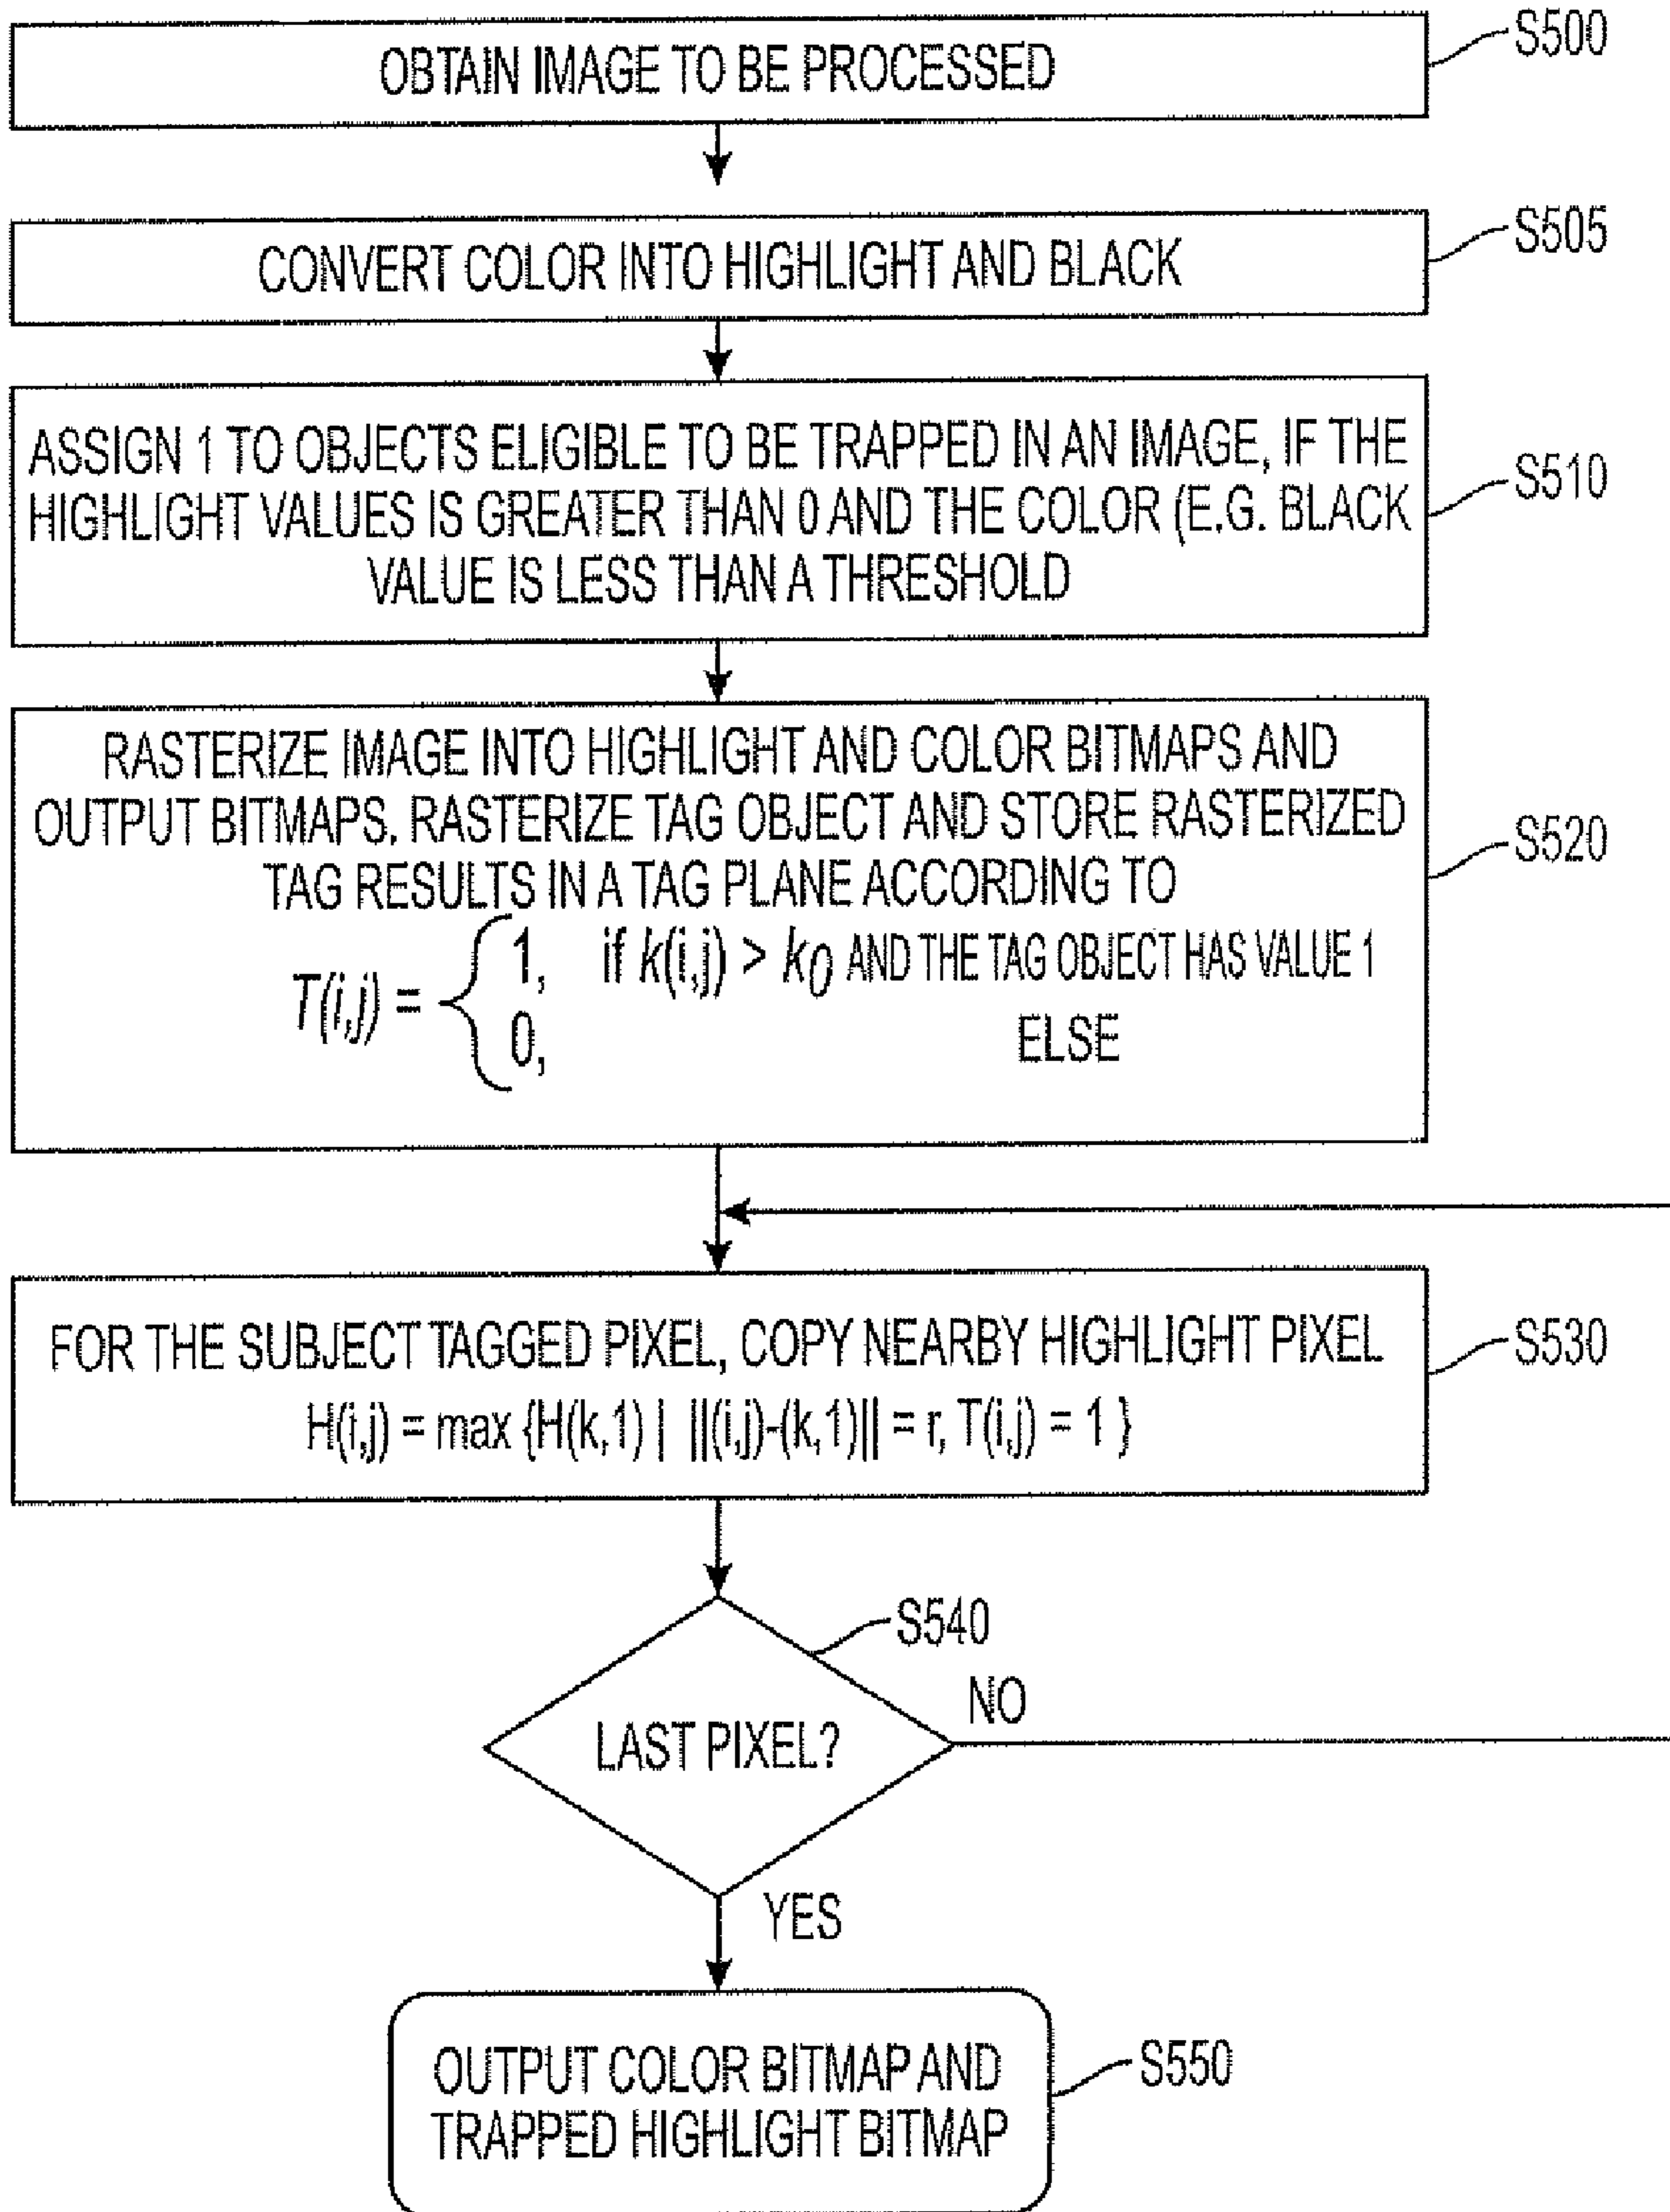 OBTAIN IMAGE TO BE PROCESSED
S500
CONVERT COLOR INTO HIGHLIGHT AND BLACK
S505
ASSIGN 1 TO OBJECTS ELIGIBLE TO BE TRAPPED IN AN IMAGE, IF THE
HIGHLIGHT VALUES IS GREATER THAN 0 AND THE COLOR (E.G. BLACK
VALUE IS LESS THAN A THRESHOLD
S510
RASTERIZE IMAGE INTO HIGHLIGHT AND COLOR BITMAPS AND
OUTPUT BITMAPS. RASTERIZE TAG OBJECT AND STORE RASTERIZED
TAG RESULTS IN A TAG PLANE ACCORDING TO
T(i,j) = { 1, if k(i,j) > k0 AND THE TAG OBJECT HAS VALUE 1
0, ELSE
S520
FOR THE SUBJECT TAGGED PIXEL, COPY NEARBY HIGHLIGHT PIXEL
H(i,j) = max {H(k,1) | ||(i,j)-(k,1)|| = r, T(i,j) = 1 }
S530
S540
LAST PIXEL?
NO
YES
OUTPUT COLOR BITMAP AND
TRAPPED HIGHLIGHT BITMAP
S550